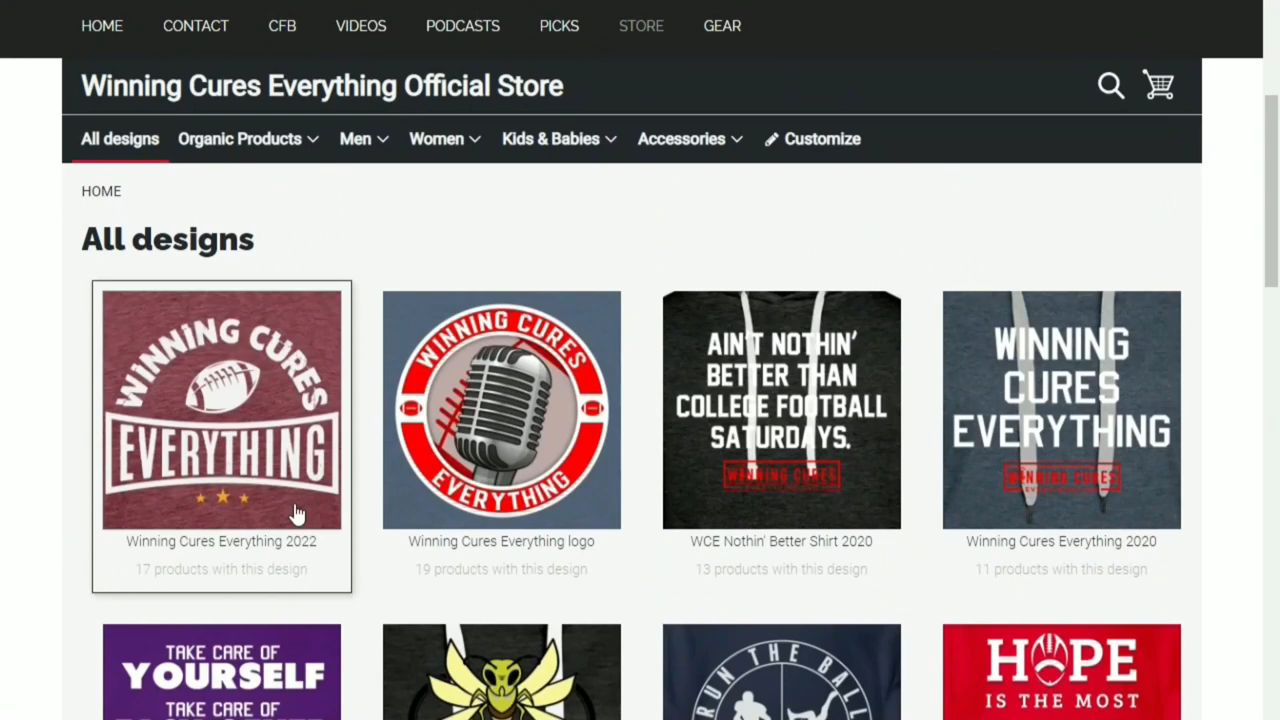 HOME CONTACT CFB VIDEOS PODCASTS PICKS STORE GEAR
Winning Cures Everything Official Store
All designs Organic Products Men Women Kids & Babies Accessories Customize
HOME
All designs
WINNING CURES
EVERYTHING
WINNING CURES
EVERYTHING
AIN'T NOTHIN'
BETTER THAN
COLLEGE FOOTBALL
SATURDAYS.
WINNING CURES
WINNING
CURES
EVERYTHING
WINNING CURES
Winning Cures Everything 2022
Winning Cures Everything logo
WCE Nothin' Better Shirt 2020
Winning Cures Everything 2020
17 products with this design
19 products with this design
13 products with this design
11 products with this design
TAKE CARE OF
YOURSELF
TAKE CARE OF
RUN THE BALL
HOPE
IS THE MOST